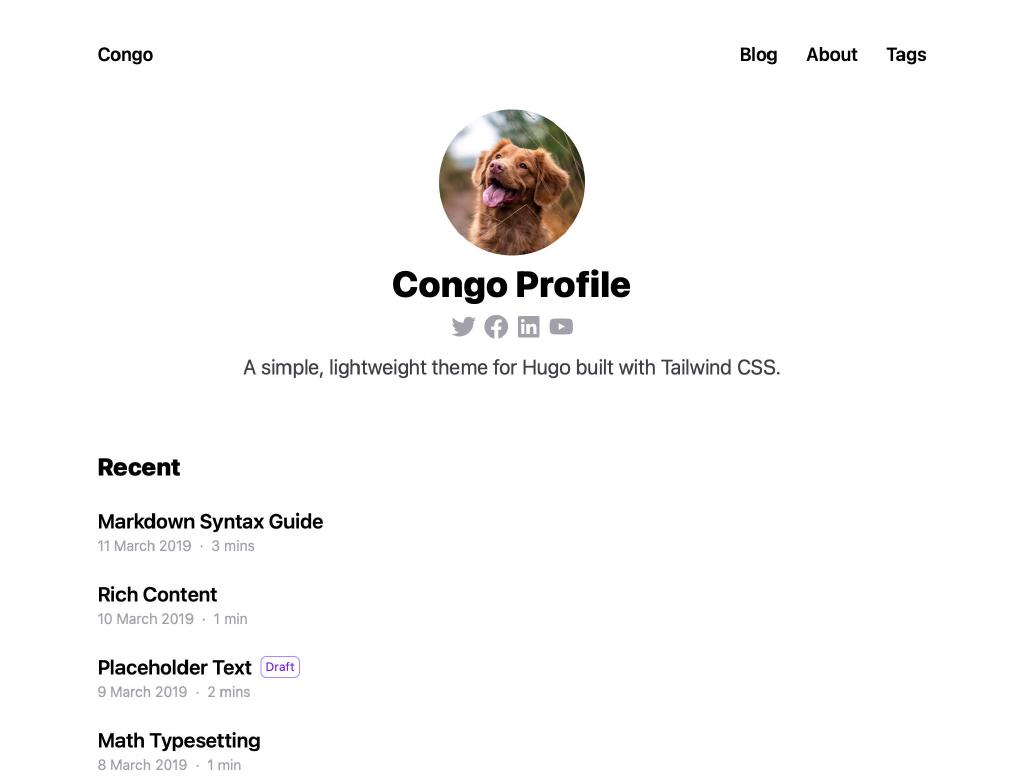 Congo
Blog About Tags
Congo Profile
A simple, lightweight theme for Hugo built with Tailwind CSS.
Recent
Markdown Syntax Guide
11 March 2019 · 3 mins
Rich Content
10 March 2019 · 1 min
Placeholder Text Draft
9 March 2019 · 2 mins
Math Typesetting
8 March 2019 · 1 min